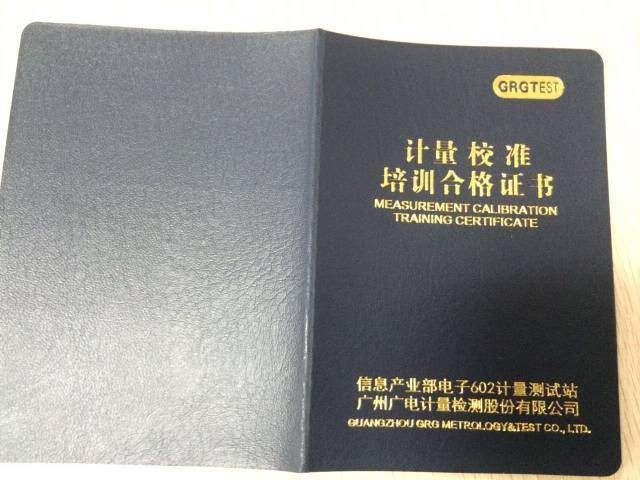 GRGTEST
计量校准
培训合格证书
MEASUREMENT CALIBRATION
TRAINING CERTIFICATE
信息产业部电子602计量测试站
广州广电计量检测股份有限公司
GUANGZHOU GRG METROLOGY&TEST CO., LTD.